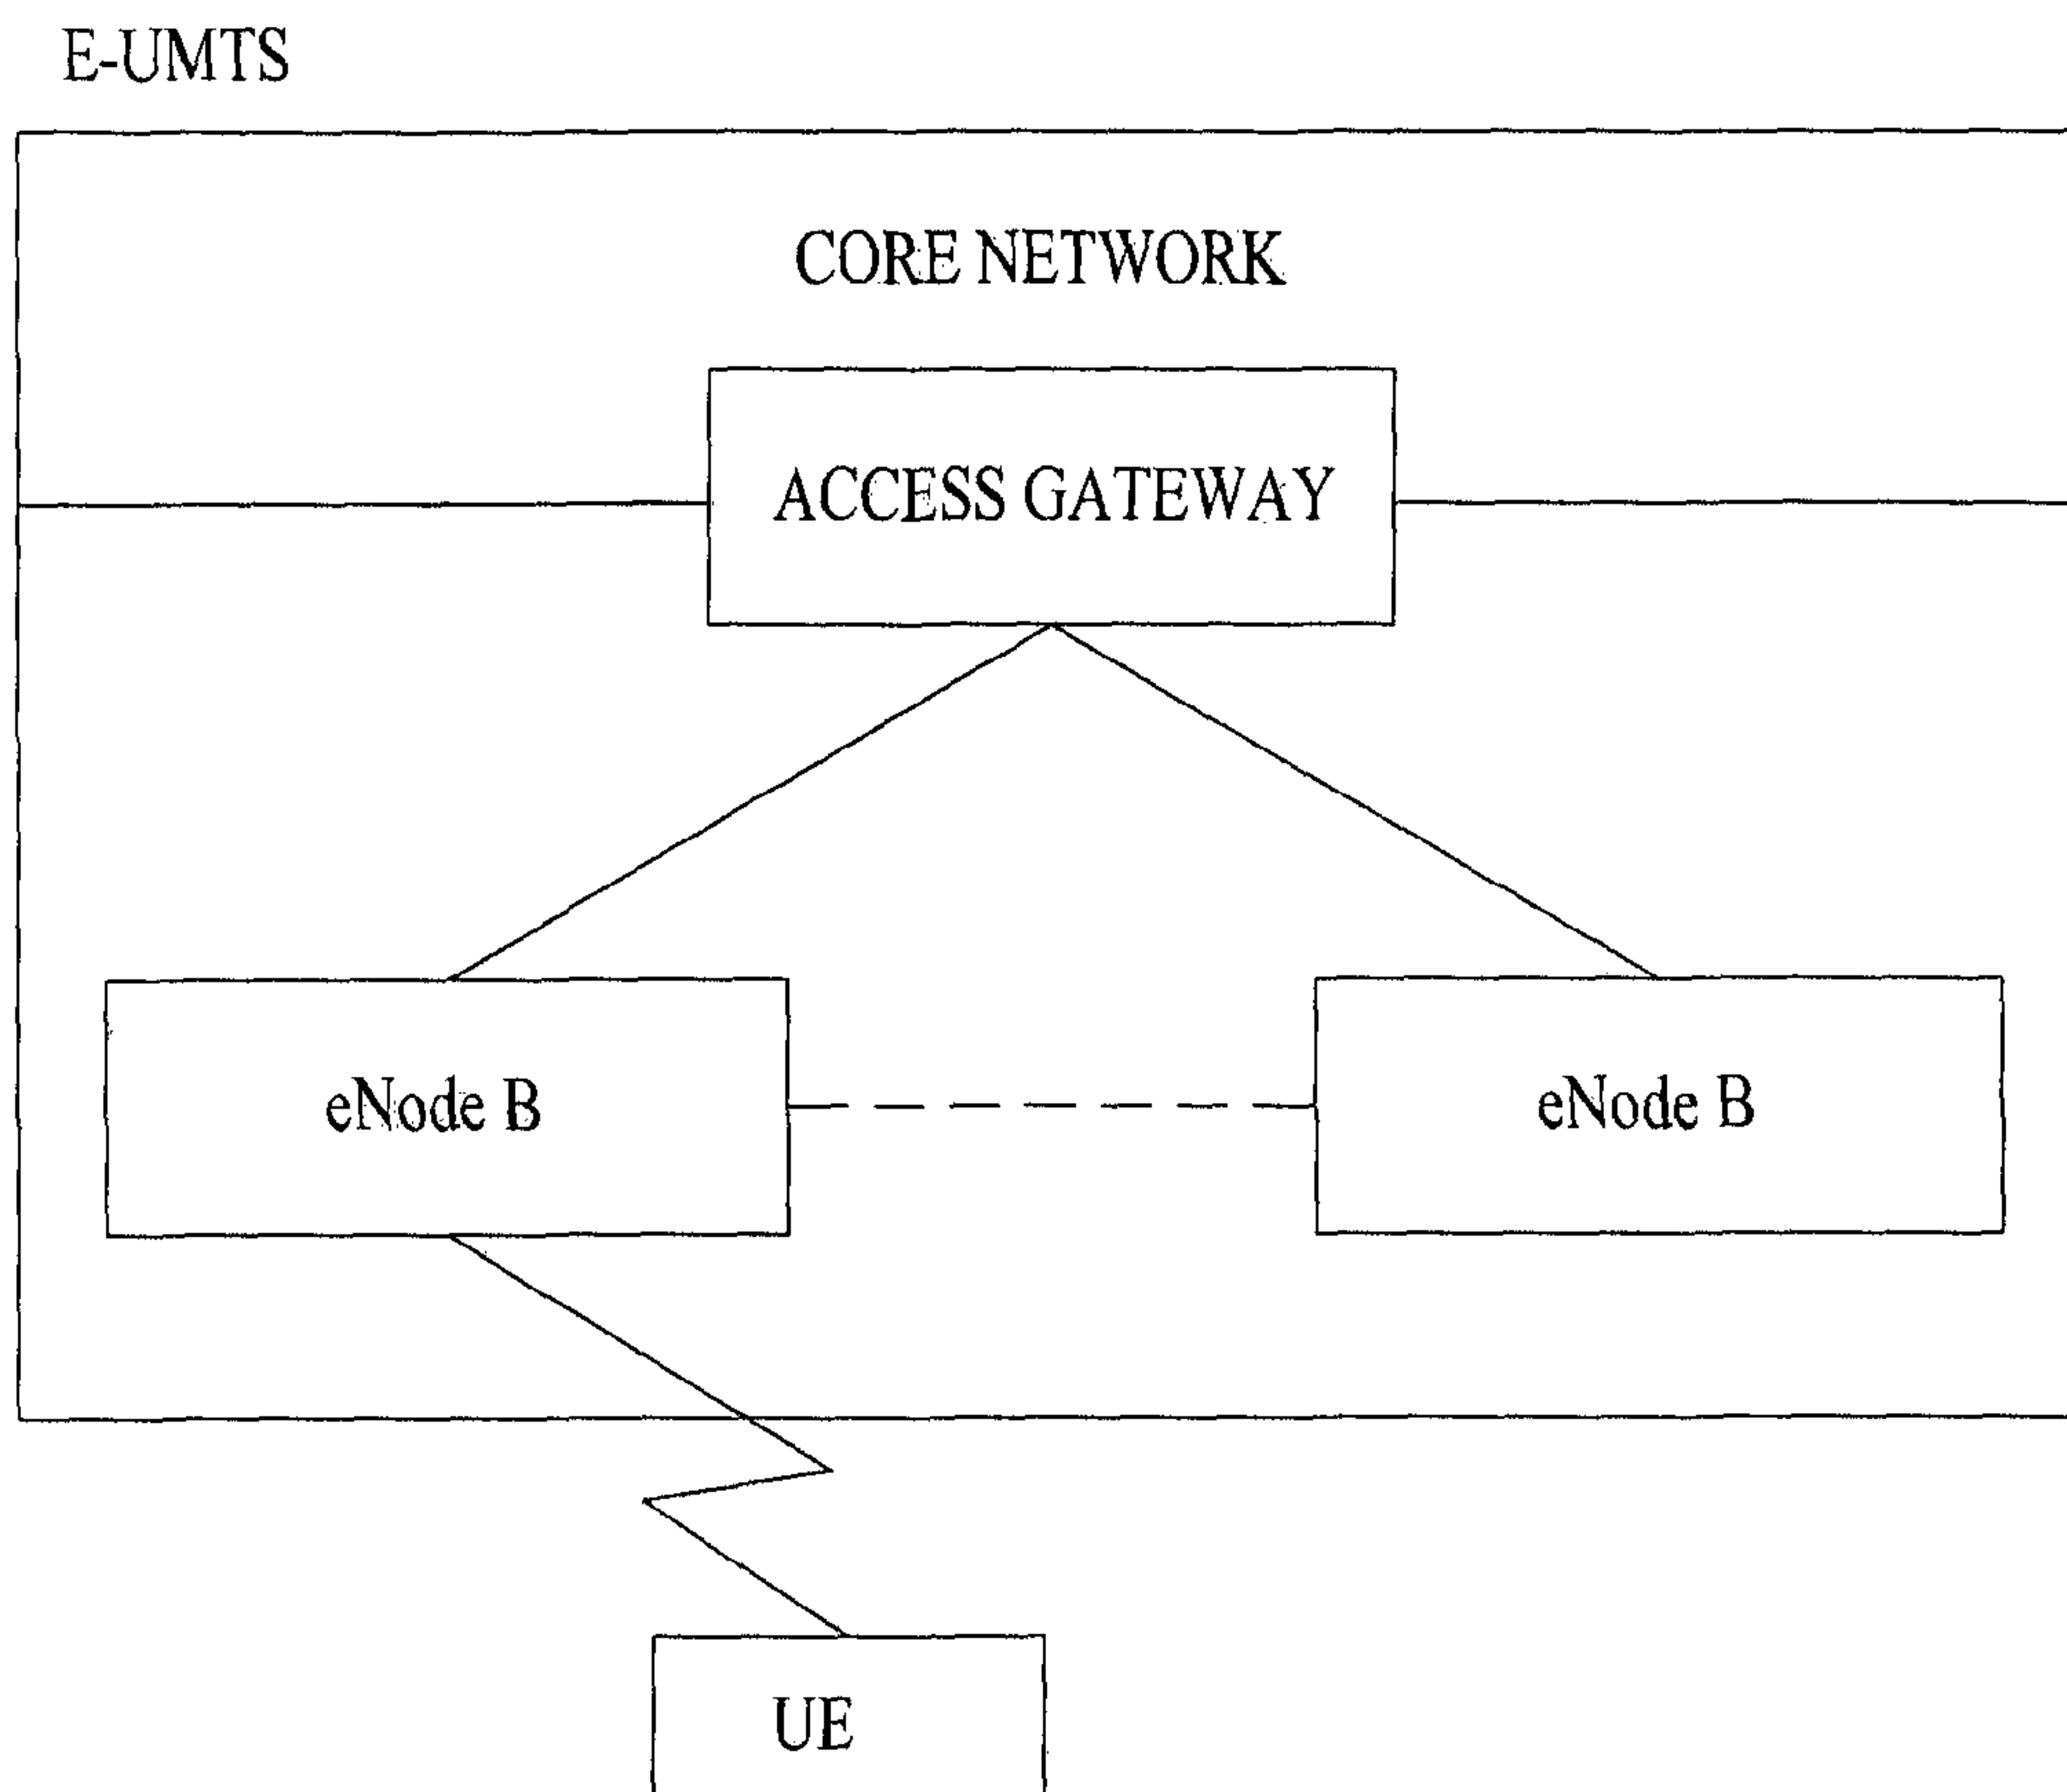 E-UMTS
CORE NETWORK
ACCESS GATEWAY
eNode B
eNode B
UE